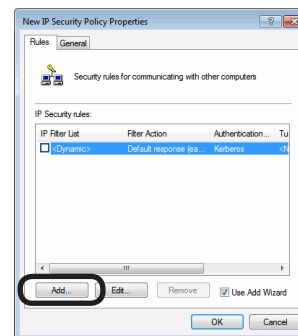 New IP Security Policy Properties
Rules General
Security rules for communicating with other computers
IP Security rules:
IP Filter List Filter Action Authentication... Tu
<Dynamic> Default response (ea... Kerberos <N
Add... Edit... Remove Use Add Wizard
OK Cancel